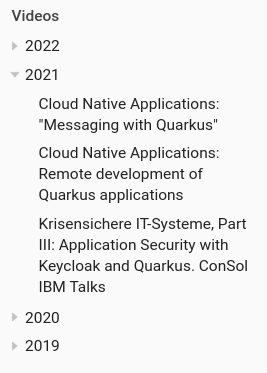 Videos
2022
2021
Cloud Native Applications:
"Messaging with Quarkus"
Cloud Native Applications:
Remote development of
Quarkus applications
Krisensichere IT-Systeme, Part
III: Application Security with
Keycloak and Quarkus. ConSol
IBM Talks
2020
2019